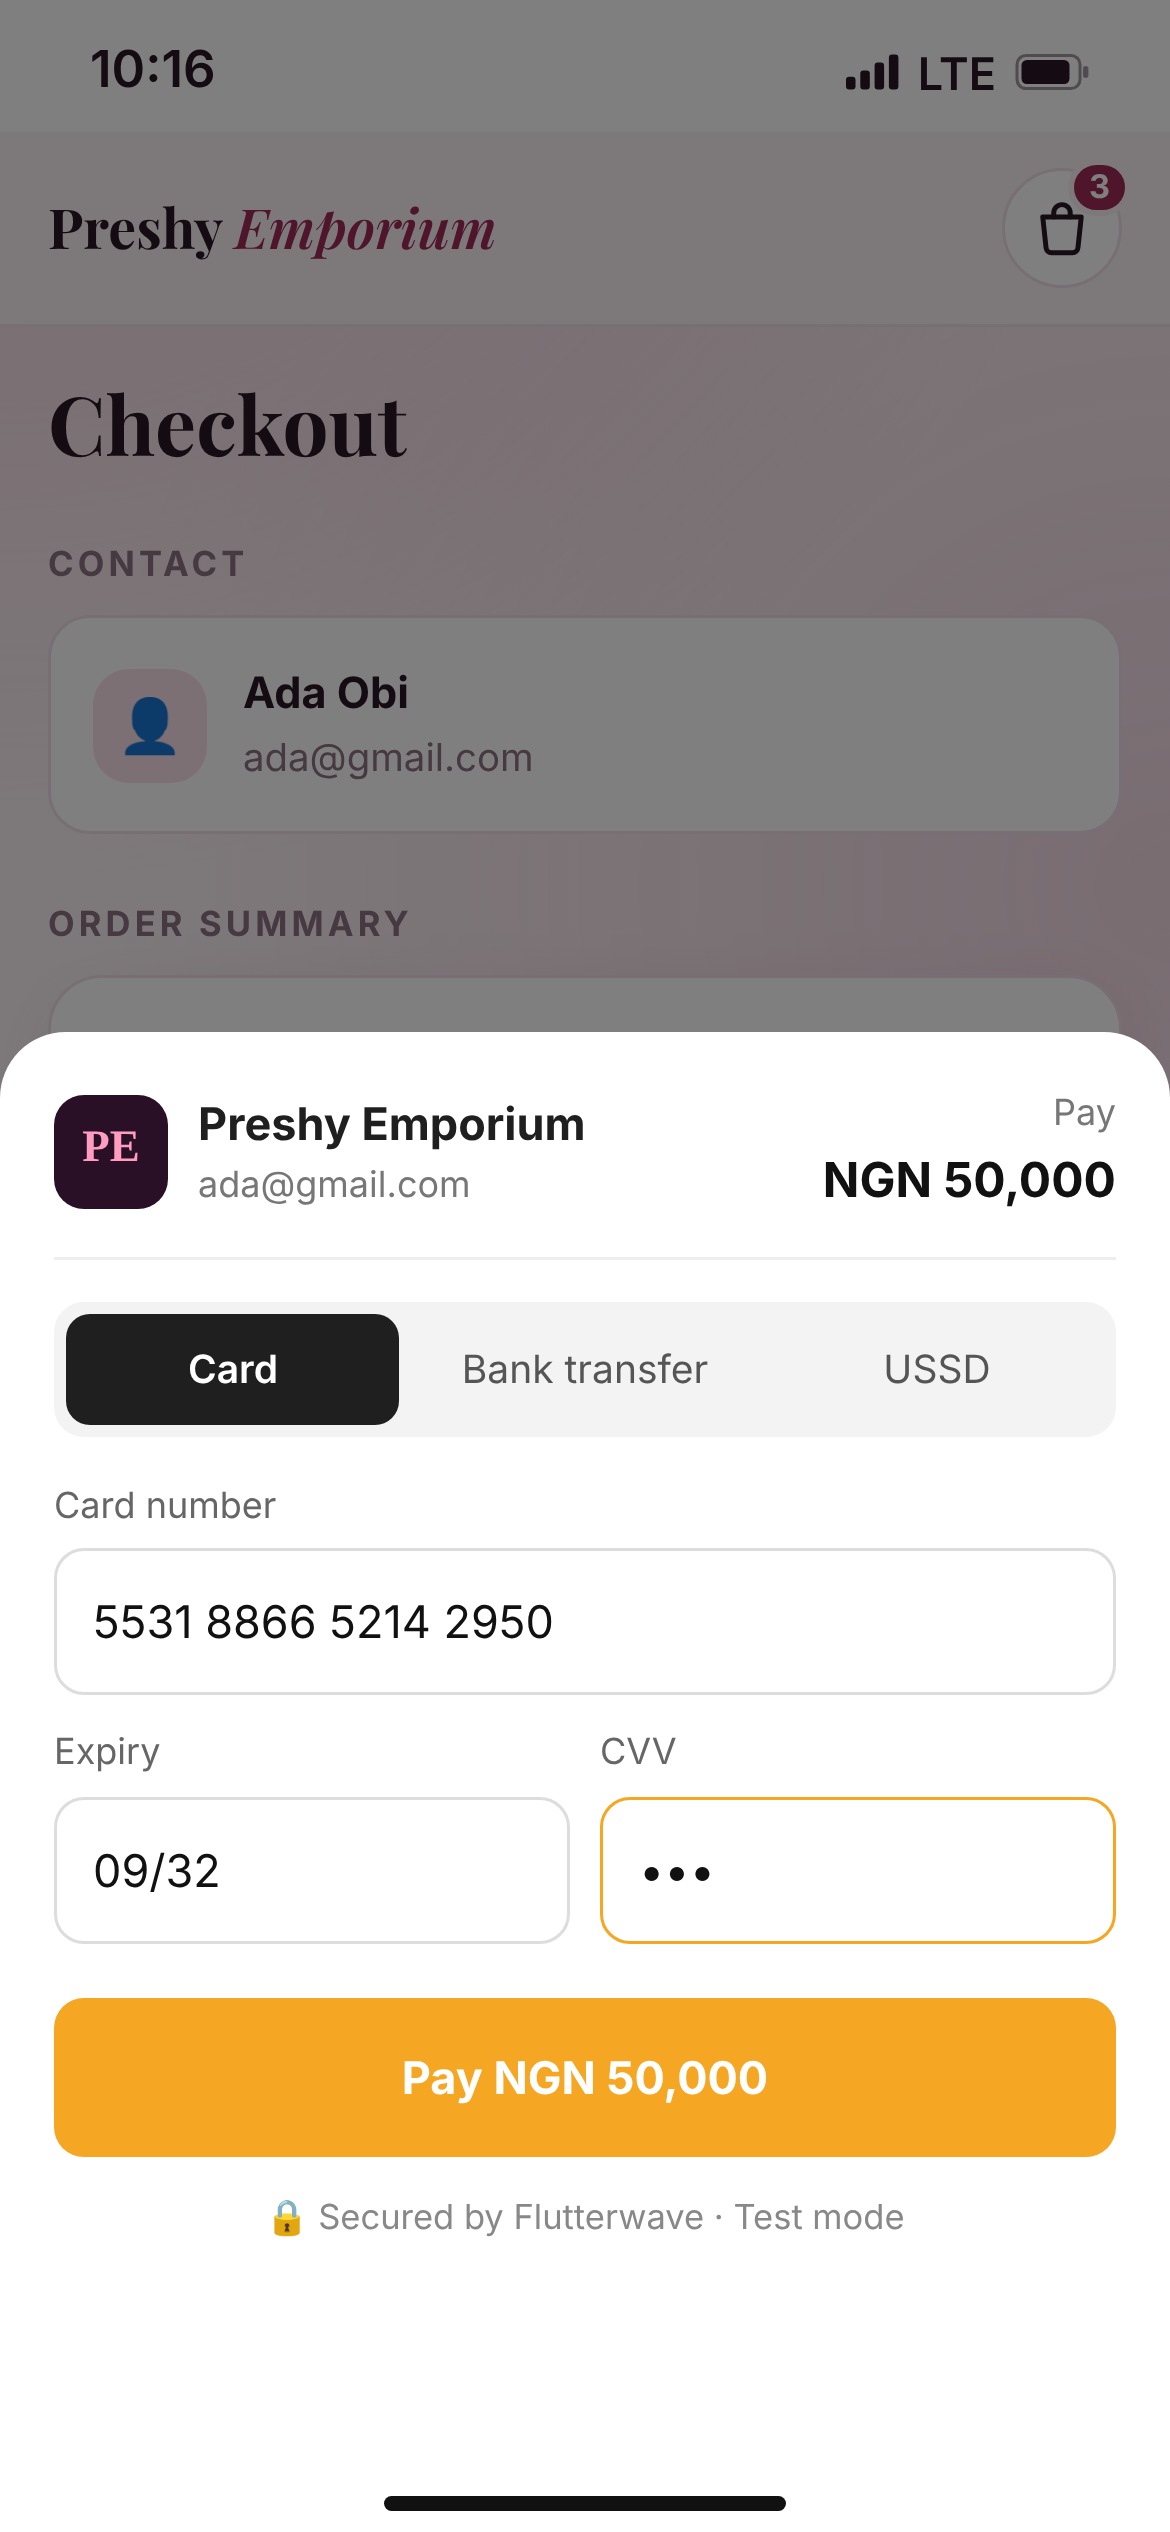 10:16
LTE
Preshy Emporium
3
Checkout
CONTACT
Ada Obi
ada@gmail.com
ORDER SUMMARY
PE
Preshy Emporium
ada@gmail.com
Pay
NGN 50,000
Card
Bank transfer
USSD
Card number
5531 8866 5214 2950
Expiry
CVV
09/32
•••
Pay NGN 50,000
🔒 Secured by Flutterwave · Test mode